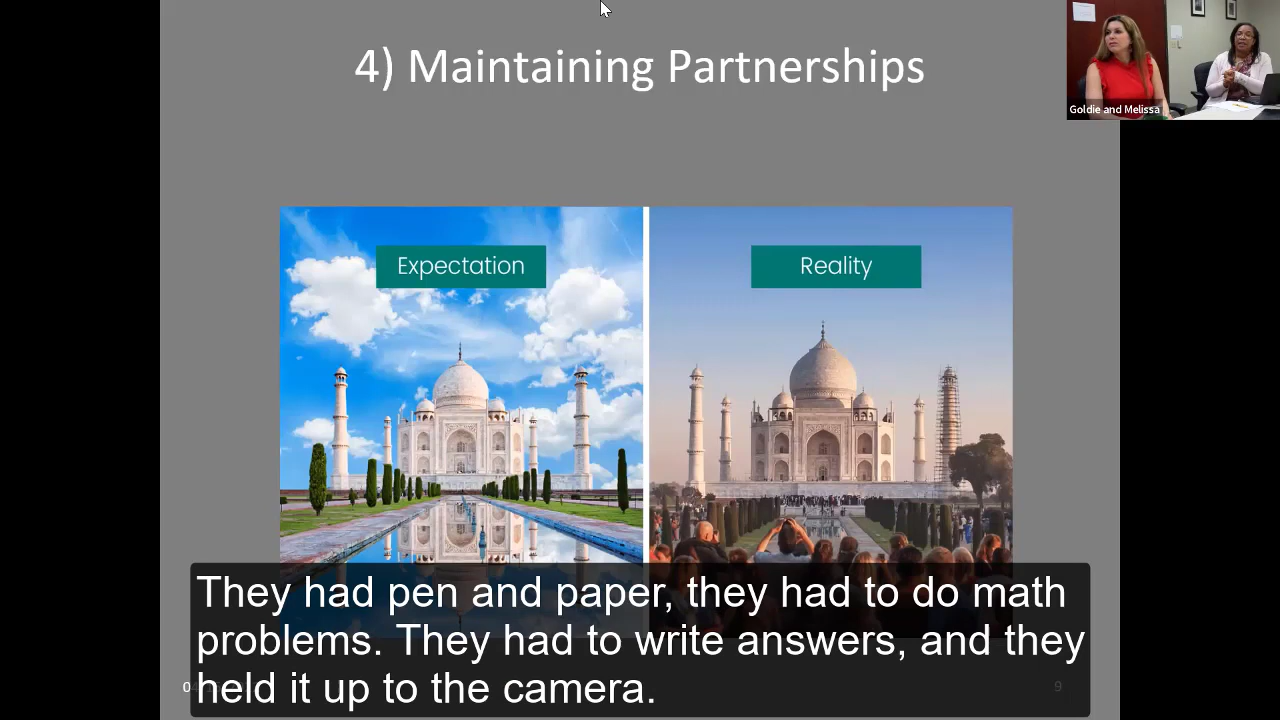 4) Maintaining Partnerships
Goldie and Melissa
Expectation
Reality
They had pen and paper, they had to do math
problems. They had to write answers, and they
held it up to the camera.
9